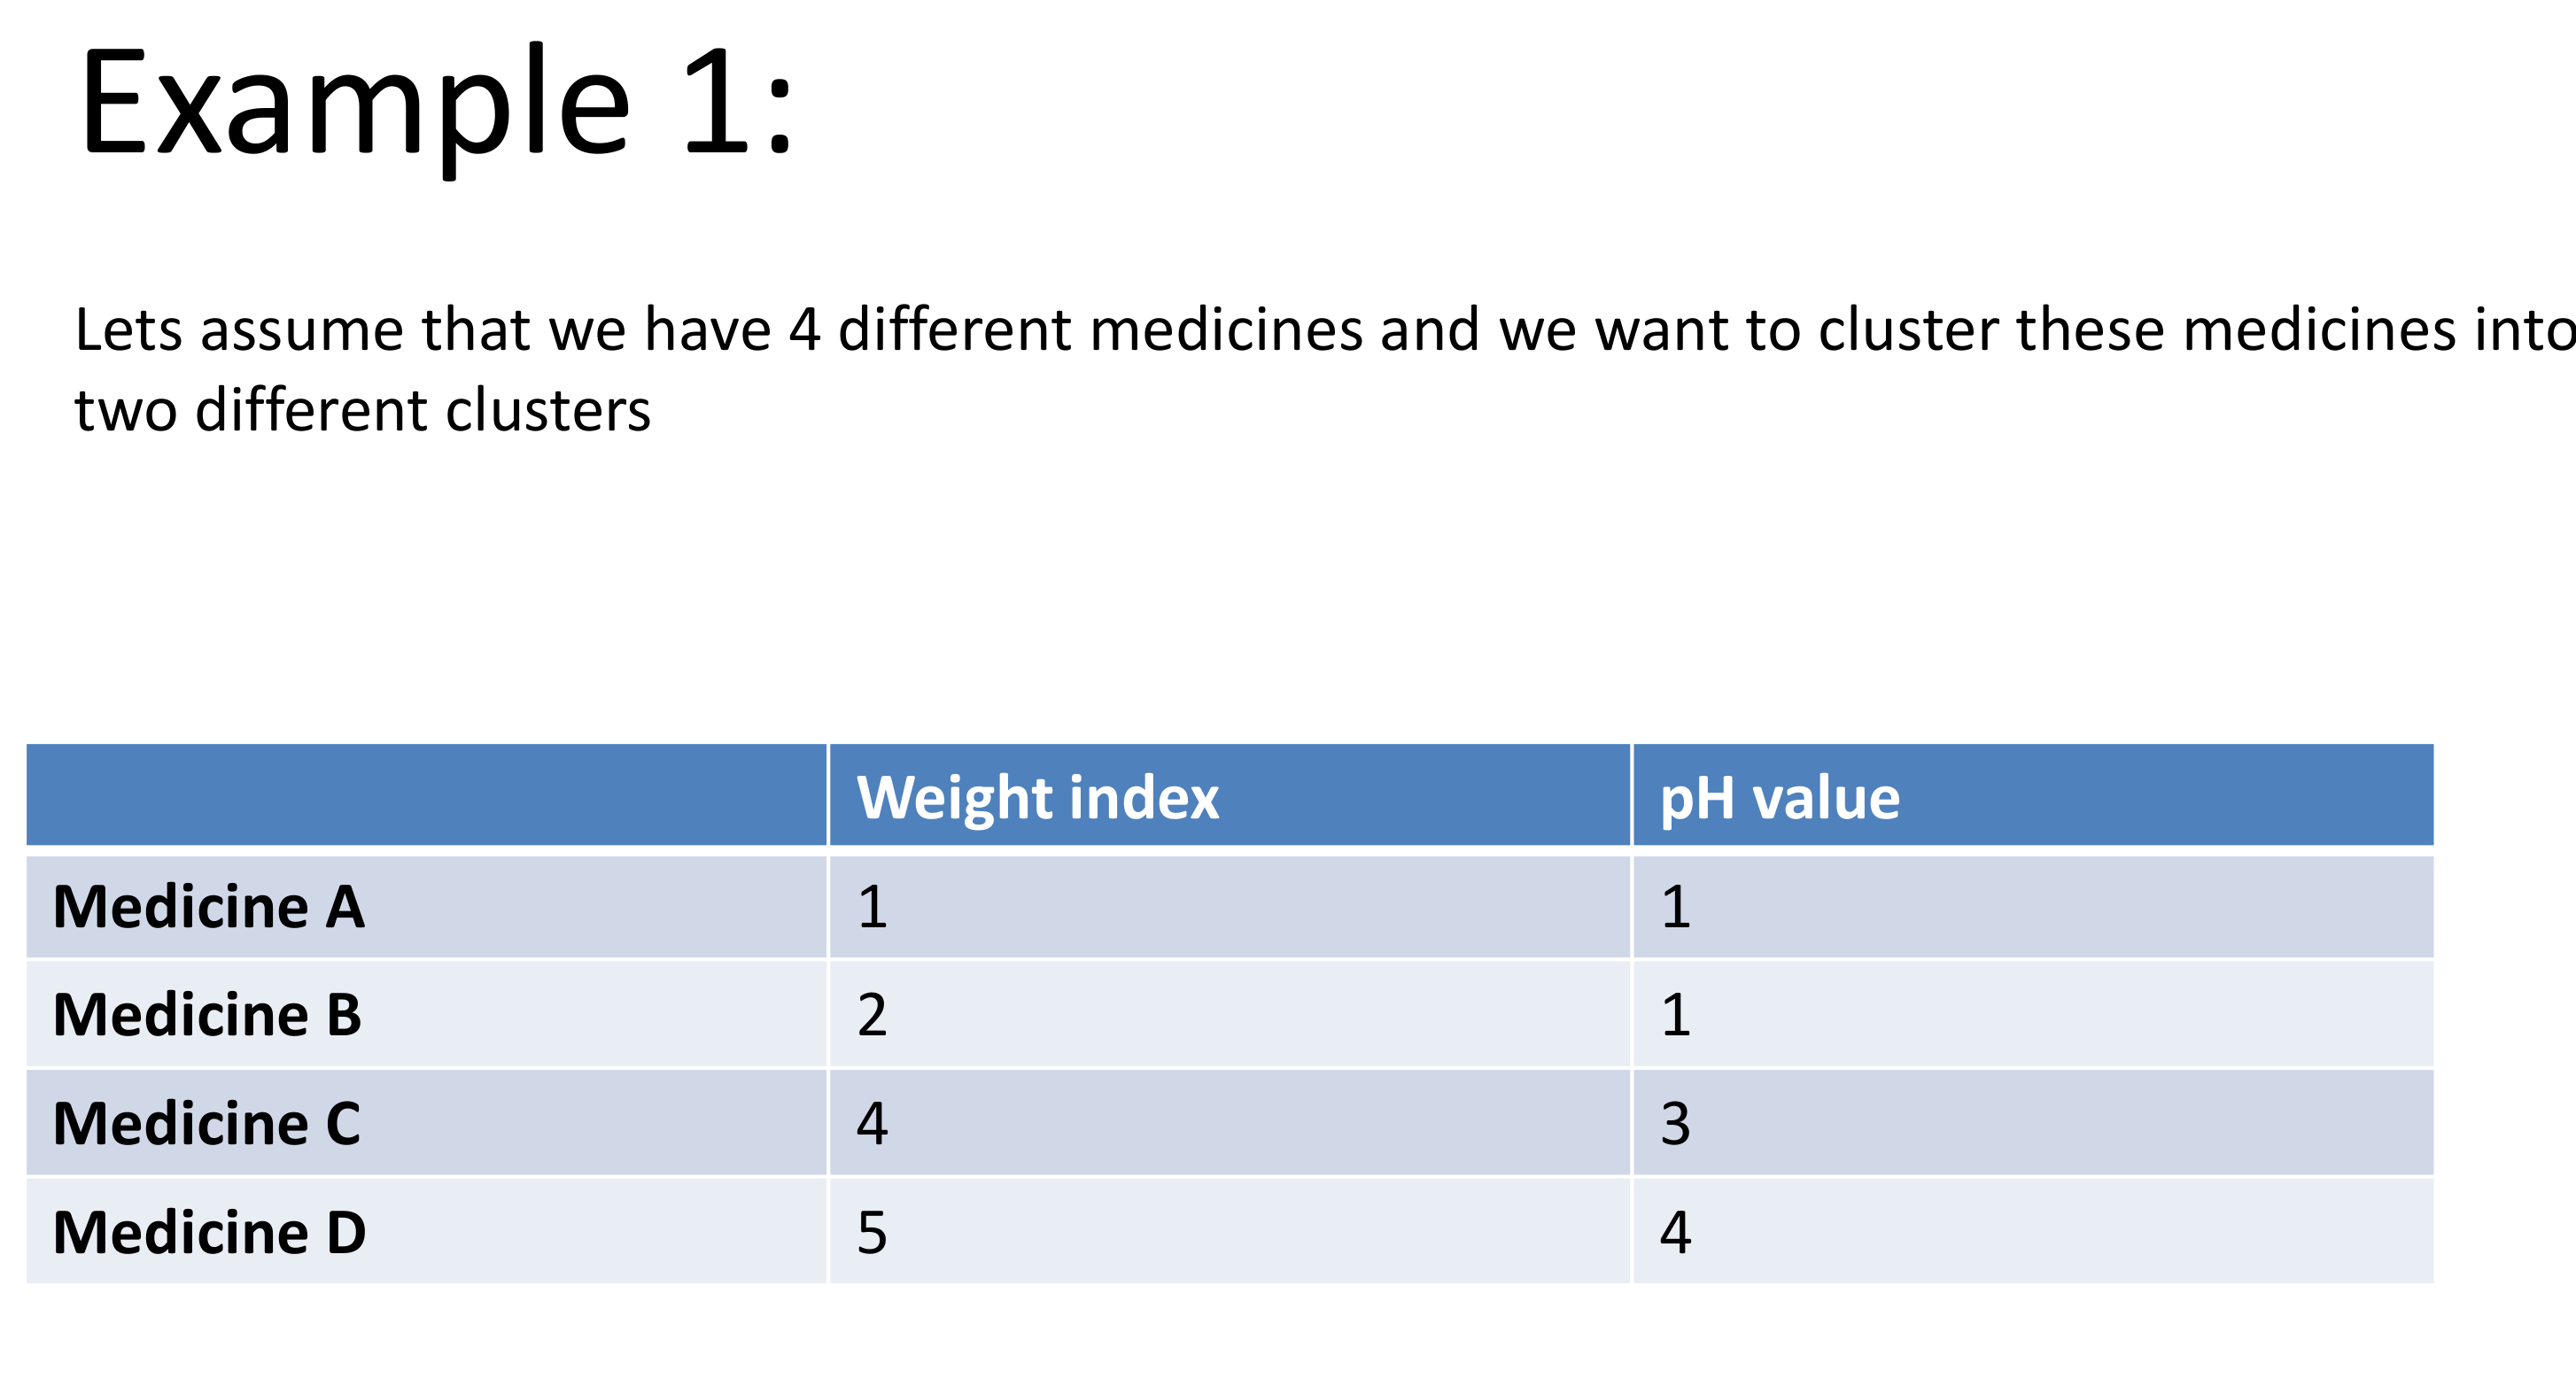 Example 1:
Lets assume that we have 4 different medicines and we want to cluster these medicines into
two different clusters
Weight index pH value
Medicine A 1 1
Medicine B 2 1
Medicine C 4 3
Medicine D 5 4